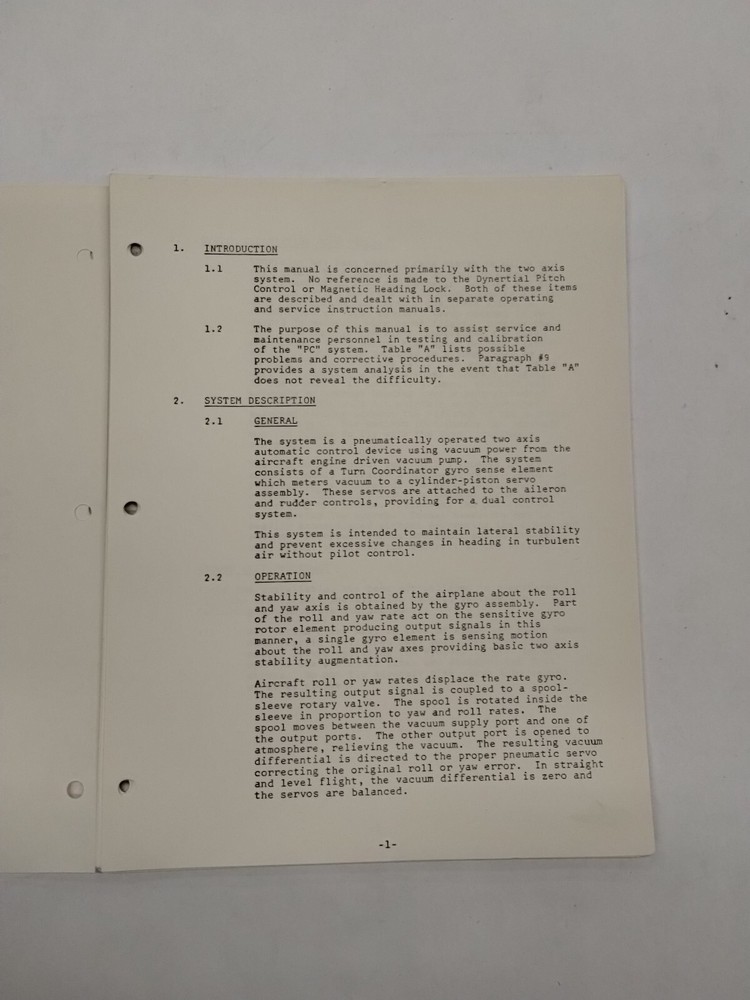 1. INTRODUCTION
1.1 This manual is concerned primarily with the two axis
system. No reference is made to the Dynertial Pitch
Control or Magnetic Heading Lock. Both of these items
are described and dealt with in separate operating
and service instruction manuals.
1.2 The purpose of this manual is to assist service and
maintenance personnel in testing and calibration
of the "PC" system. Table "A" lists possible
problems and corrective procedures. Paragraph #9
provides a system analysis in the event that Table "A"
does not reveal the difficulty.
2. SYSTEM DESCRIPTION
2.1 GENERAL
The system is a pneumatically operated two axis
automatic control device using vacuum power from the
aircraft engine driven vacuum pump. The system
consists of a Turn Coordinator gyro sense element
which meters vacuum to a cylinder-piston servo
assembly. These servos are attached to the aileron
and rudder controls, providing for a dual control
system.
This system is intended to maintain lateral stability
and prevent excessive changes in heading in turbulent
air without pilot control.
2.2 OPERATION
Stability and control of the airplane about the roll
and yaw axis is obtained by the gyro assembly. Part
of the roll and yaw rate act on the sensitive gyro
rotor element producing output signals in this
manner, a single gyro element is sensing motion
about the roll and yaw axes providing basic two axis
stability augmentation.
Aircraft roll or yaw rates displace the rate gyro.
The resulting output signal is coupled to a spool-
sleeve rotary valve. The spool is rotated inside the
sleeve in proportion to yaw and roll rates. The
spool moves between the vacuum supply port and one of
the output ports. The other output port is opened to
atmosphere, relieving the vacuum. The resulting vacuum
differential is directed to the proper pneumatic servo
correcting the original roll or yaw error. In straight
and level flight, the vacuum differential is zero and
the servos are balanced.
-1-